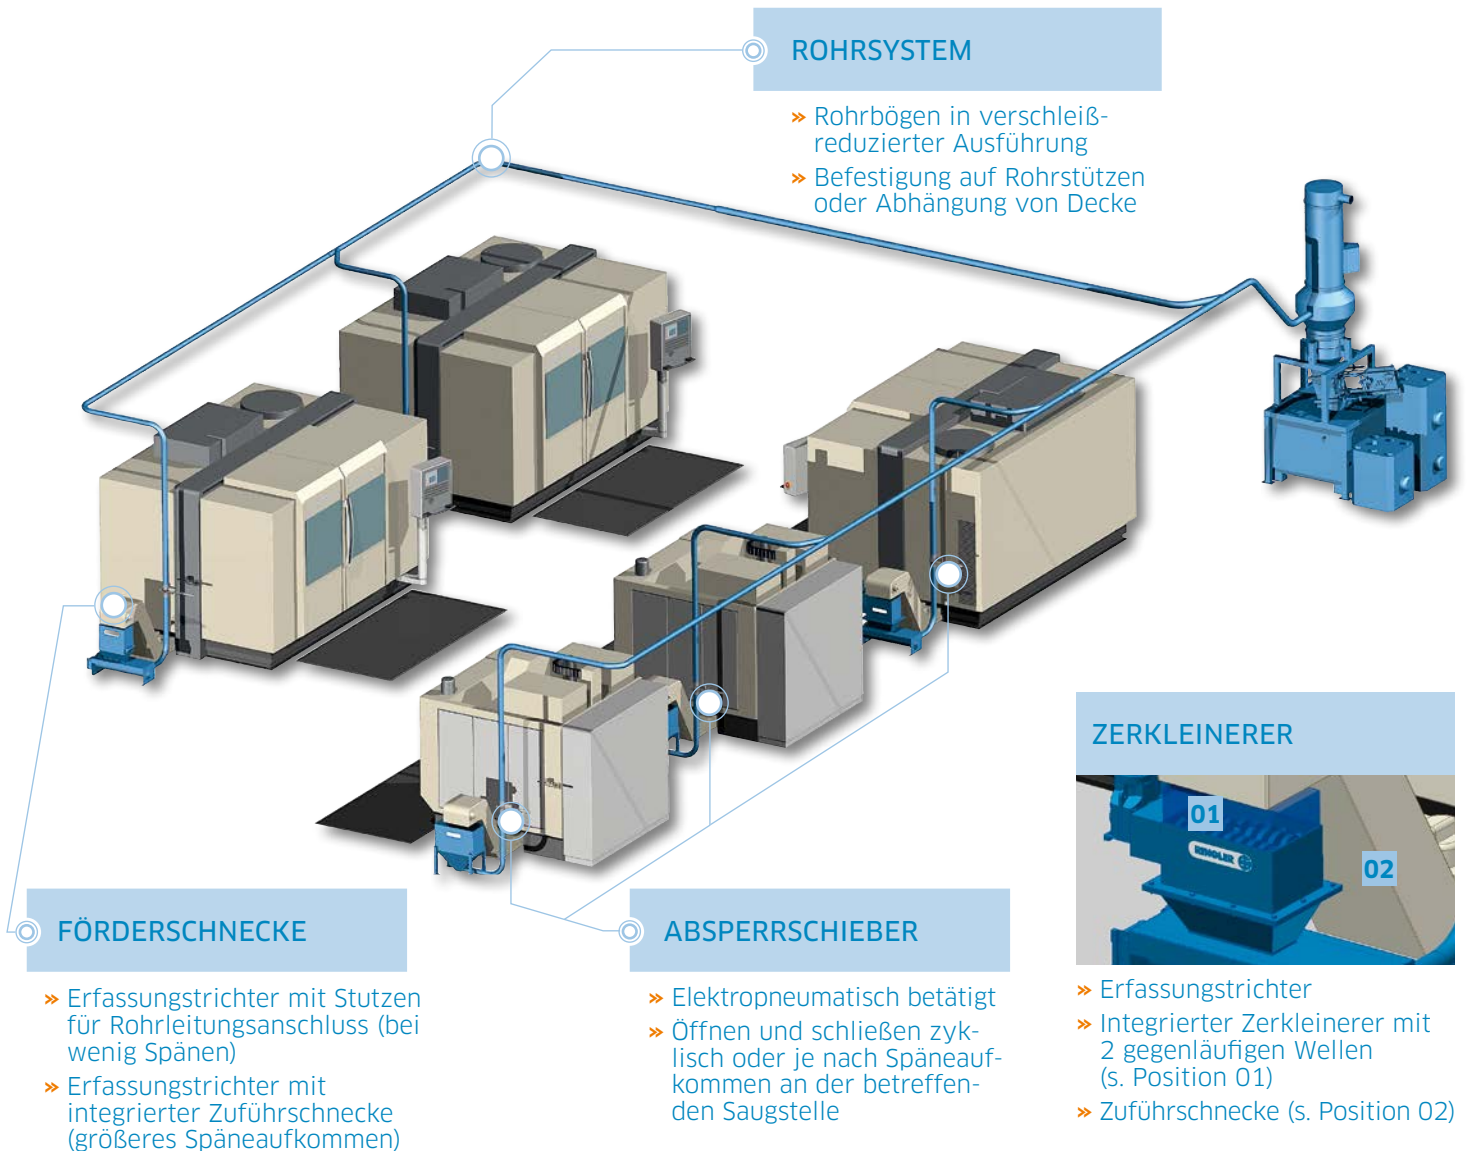 ROHRSYSTEM
» Rohrbögen in verschleiß-
reduzierter Ausführung
» Befestigung auf Rohrstützen
oder Abhängung von Decke
FÖRDERSCHNECKE
» Erfassungstrichter mit Stutzen
für Rohrleitungsanschluss (bei
wenig Spänen)
» Erfassungstrichter mit
integrierter Zuführschnecke
(größeres Späneaufkommen)
ABSPERRSCHIEBER
» Elektropneumatisch betätigt
» Öffnen und schließen zyk-
lisch oder je nach Späneauf-
kommen an der betreffen-
den Saugstelle
ZERKLEINERER
01
RINGLER
02
» Erfassungstrichter
» Integrierter Zerkleinerer mit
2 gegenläufigen Wellen
(s. Position 01)
» Zuführschnecke (s. Position 02)